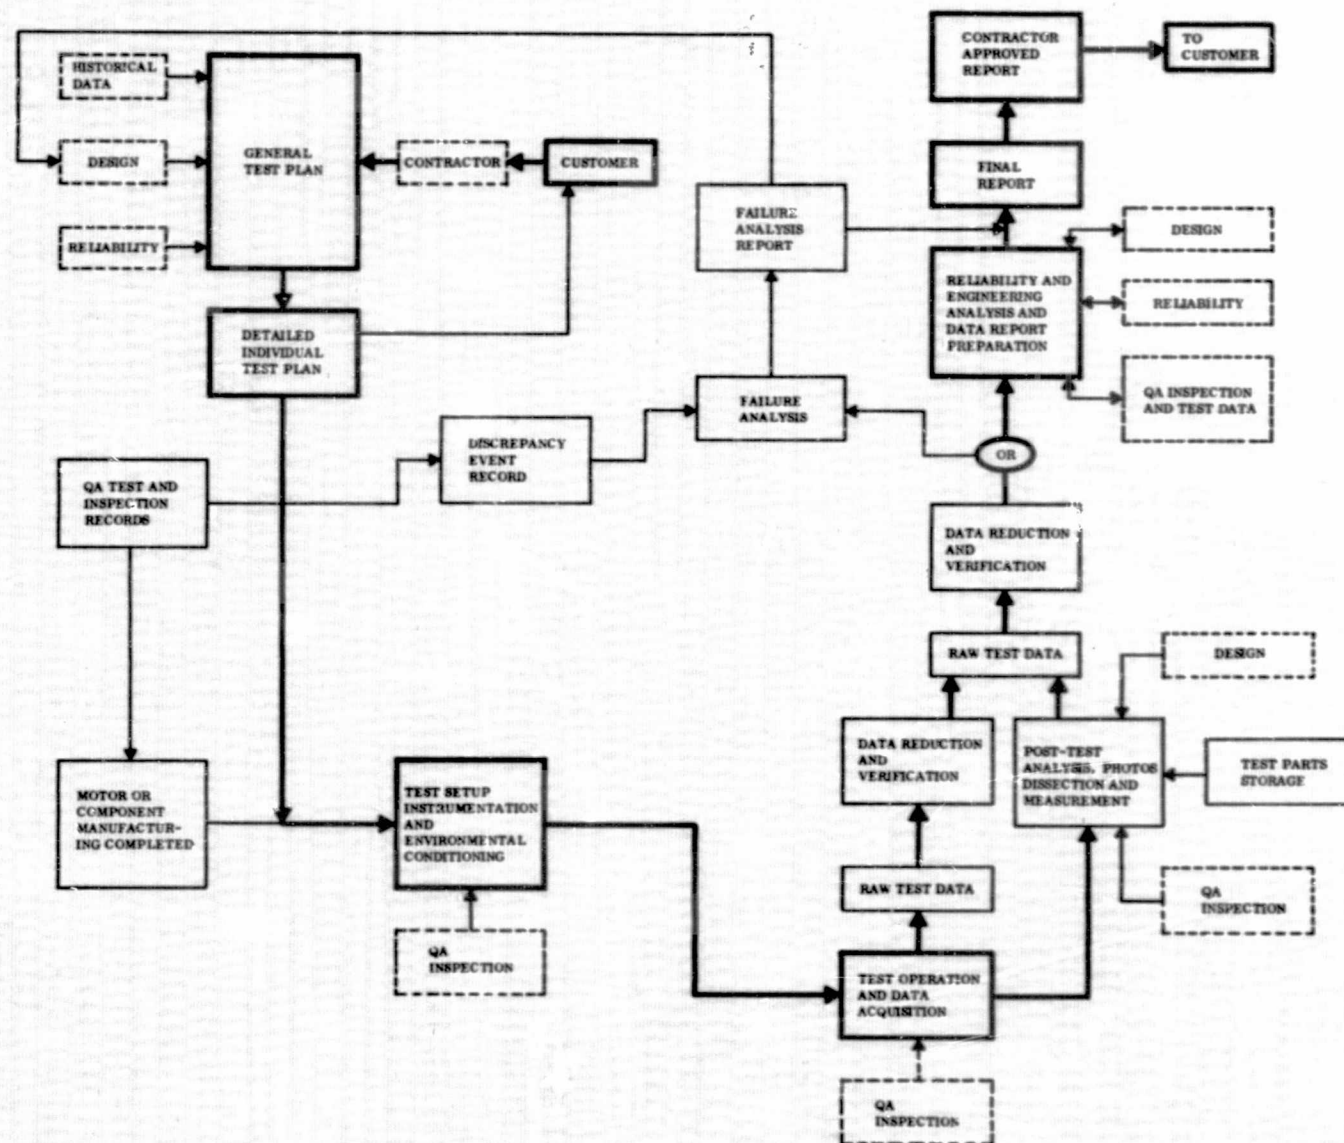 HISTORICAL
DATA
DESIGN
RELIABILITY
GENERAL
TEST PLAN
CONTRACTOR
CUSTOMER
DETAILED
INDIVIDUAL
TEST PLAN
FAILURE
ANALYSIS
REPORT
CONTRACTOR
APPROVED
REPORT
TO
CUSTOMER
FINAL
REPORT
DESIGN
RELIABILITY AND
ENGINEERING
ANALYSIS AND
DATA REPORT
PREPARATION
RELIABILITY
QA INSPECTION
AND TEST DATA
FAILURE
ANALYSIS
DISCREPANCY
EVENT
RECORD
OR
QA TEST AND
INSPECTION
RECORDS
DATA REDUCTION
AND
VERIFICATION
RAW TEST DATA
DESIGN
DATA REDUCTION
AND
VERIFICATION
POST-TEST
ANALYSIS, PHOTOS
DISSECTION AND
MEASUREMENT
TEST PARTS
STORAGE
MOTOR OR
COMPONENT
MANUFACTUR-
ING COMPLETED
TEST SETUP
INSTRUMENTATION
AND
ENVIRONMENTAL
CONDITIONING
RAW TEST DATA
QA
INSPECTION
QA
INSPECTION
TEST OPERATION
AND DATA
ACQUISITION
QA
INSPECTION